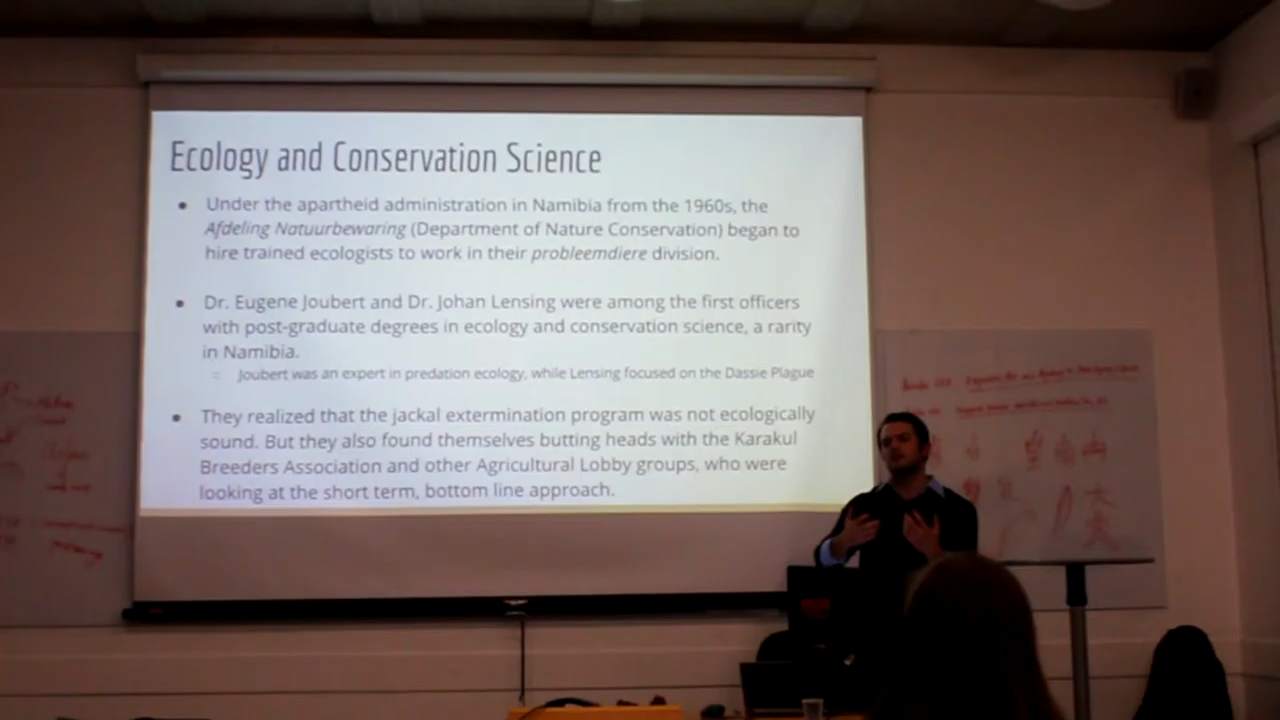 Ecology and Conservation Science
● Under the apartheid administration in Namibia from the 1960s, the
Afdeling Natuurbewaring (Department of Nature Conservation) began to
hire trained ecologists to work in their probleemdiere division.
● Dr. Eugene Joubert and Dr. Johan Lensing were among the first officers
with post-graduate degrees in ecology and conservation science, a rarity
in Namibia.
Joubert was an expert in predation ecology, while Lensing focused on the Dassie Plague
● They realized that the jackal extermination program was not ecologically
sound. But they also found themselves butting heads with the Karakul
Breeders Association and other Agricultural Lobby groups, who were
looking at the short term, bottom line approach.